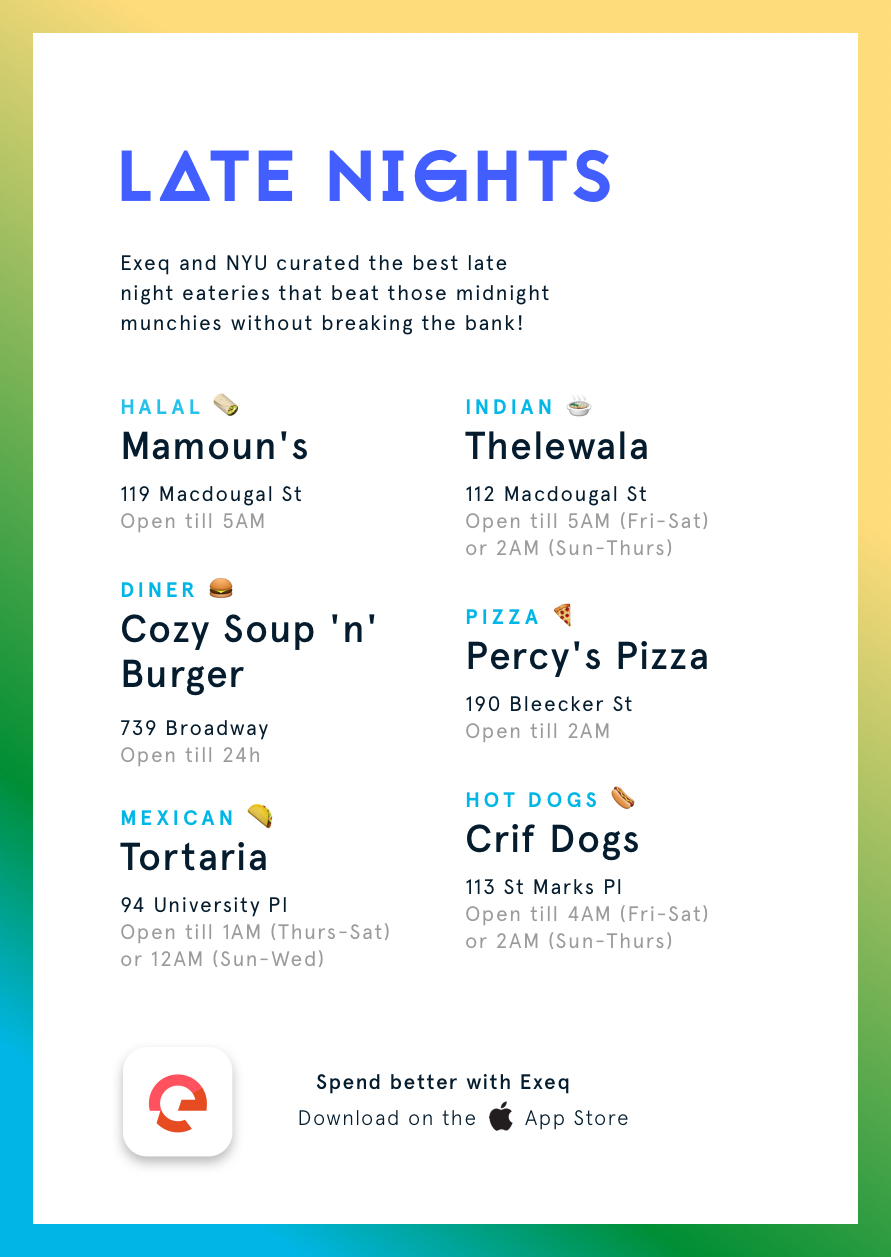 LATE NIGHTS
Exeq and NYU curated the best late
night eateries that beat those midnight
munchies without breaking the bank!
HALAL
Mamoun's
119 Macdougal St
Open till 5AM
DINER
Cozy Soup 'n'
Burger
739 Broadway
Open till 24h
MEXICAN
Tortaria
94 University Pl
Open till 1AM (Thurs-Sat)
or 12AM (Sun-Wed)
INDIAN
Thelewala
112 Macdougal St
Open till 5AM (Fri-Sat)
or 2AM (Sun-Thurs)
PIZZA
Percy's Pizza
190 Bleecker St
Open till 2AM
HOT DOGS
Crif Dogs
113 St Marks Pl
Open till 4AM (Fri-Sat)
or 2AM (Sun-Thurs)
e
Spend better with Exeq
Download on the App Store